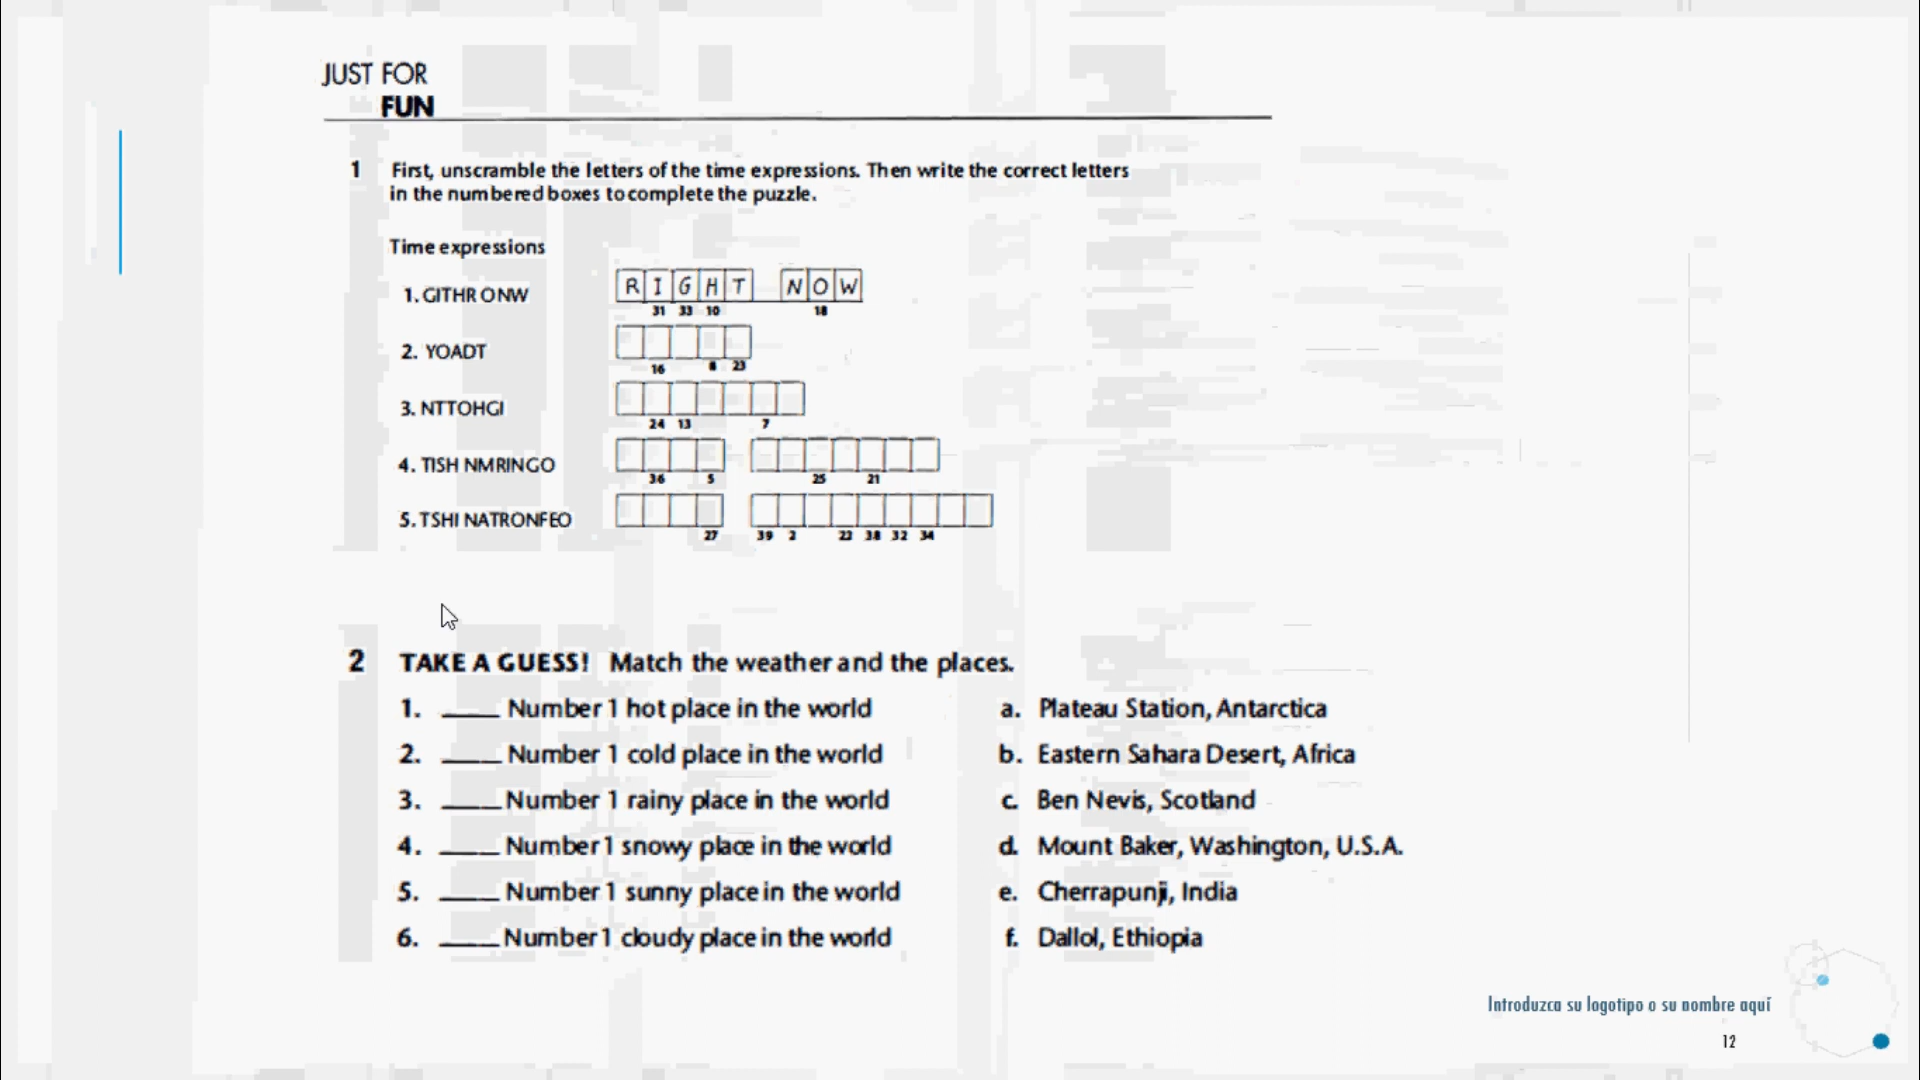 JUST FOR
FUN
1 First, unscramble the letters of the time expressions. Then write the correct letters
in the numbered boxes to complete the puzzle.
Time expressions
1. GITHR ONW R I G H T N O W
31 33 10 18
2. YOADT
16 8 23
3. NTTOHGI
24 13 7
4. TISH NMRINGO
36 5 25 21
5. TSHI NATRONFEO
27 39 2 22 38 32 34
2 TAKE A GUESS! Match the weather and the places.
1. ____ Number 1 hot place in the world a. Plateau Station, Antarctica
2. ____ Number 1 cold place in the world b. Eastern Sahara Desert, Africa
3. ____ Number 1 rainy place in the world c. Ben Nevis, Scotland
4. ____ Number 1 snowy place in the world d. Mount Baker, Washington, U.S.A.
5. ____ Number 1 sunny place in the world e. Cherrapunji, India
6. ____ Number 1 cloudy place in the world f. Dallol, Ethiopia
Introduzca su logotipo o su nombre aquí
12